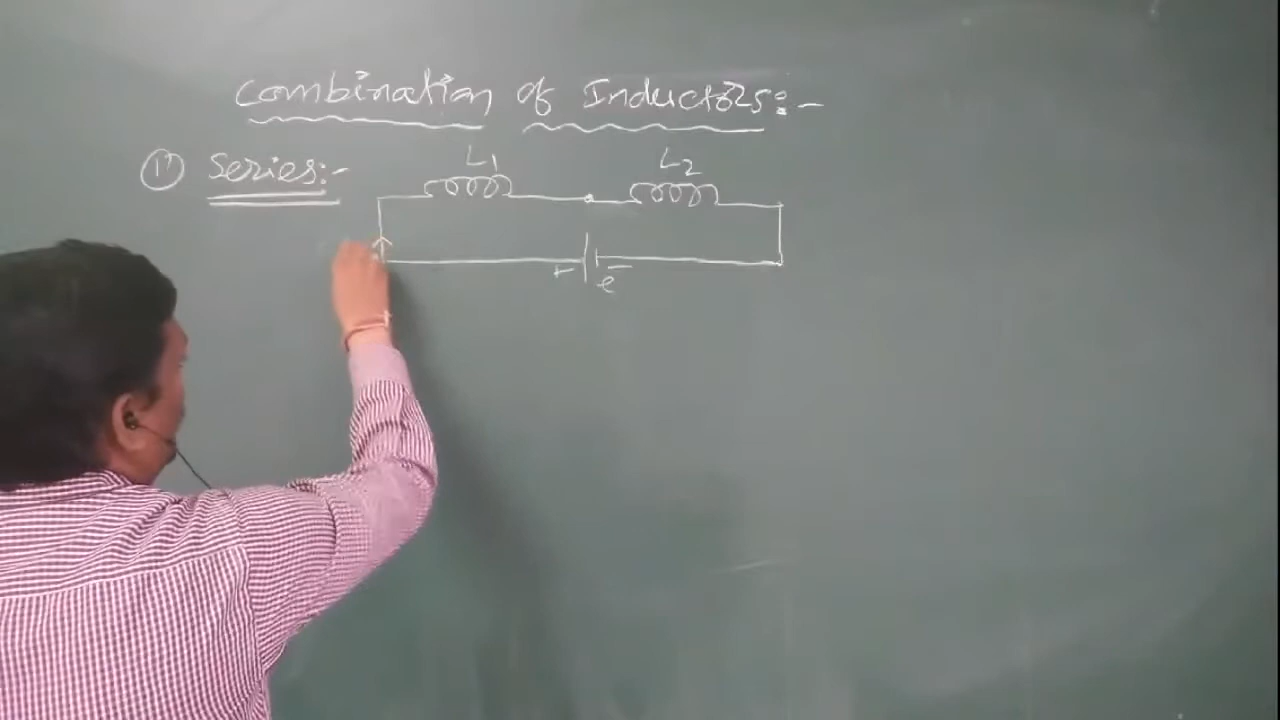 Combination of Inductors:-
(1) Series:-
L1 L2
+ -
e